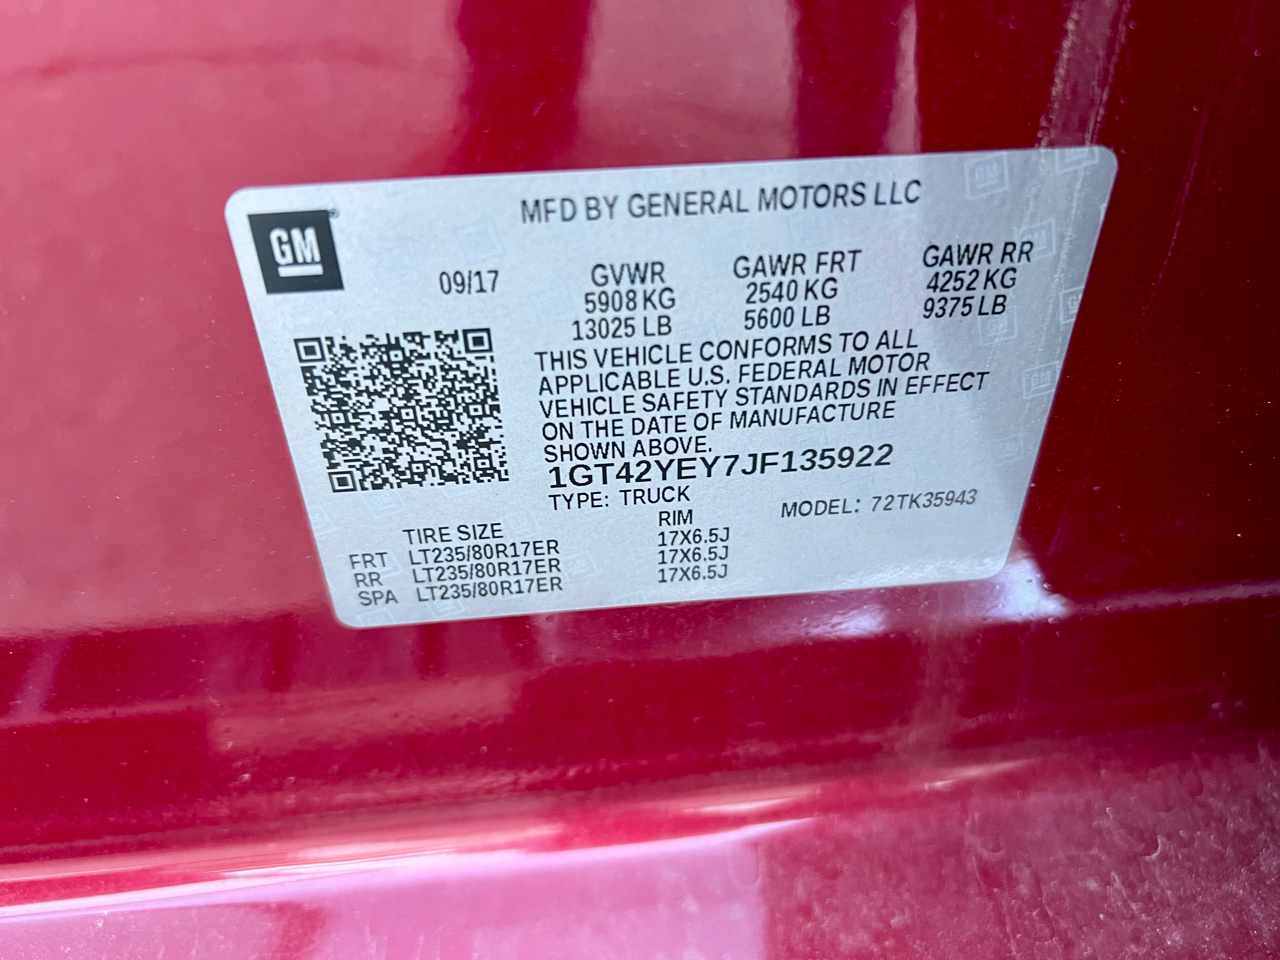 MFD BY GENERAL MOTORS LLC
GM
09/17
GVWR GAWR FRT GAWR RR
5908 KG 2540 KG 4252 KG
13025 LB 5600 LB 9375 LB
THIS VEHICLE CONFORMS TO ALL
APPLICABLE U.S. FEDERAL MOTOR
VEHICLE SAFETY STANDARDS IN EFFECT
ON THE DATE OF MANUFACTURE
SHOWN ABOVE.
1GT42YEY7JF135922
TYPE: TRUCK MODEL: 72TK35943
TIRE SIZE RIM
FRT LT235/80R17ER 17X6.5J
RR LT235/80R17ER 17X6.5J
SPA LT235/80R17ER 17X6.5J